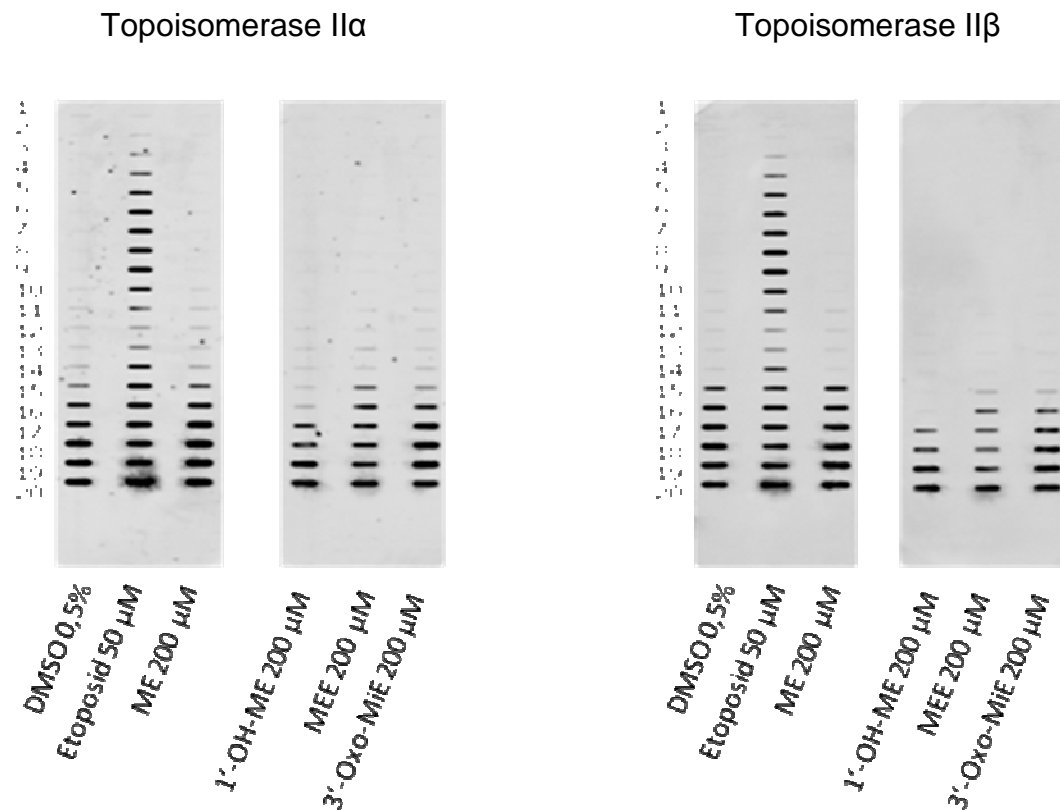 Topoisomerase IIα
Topoisomerase IIβ
DMSO 0,5%
Etoposid 50 µM
ME 200 µM
1‘-OH-ME 200 µM
MEE 200 µM
3‘-Oxo-MiE 200 µM
DMSO 0,5%
Etoposid 50 µM
ME 200 µM
1‘-OH-ME 200 µM
MEE 200 µM
3‘-Oxo-MiE 200 µM